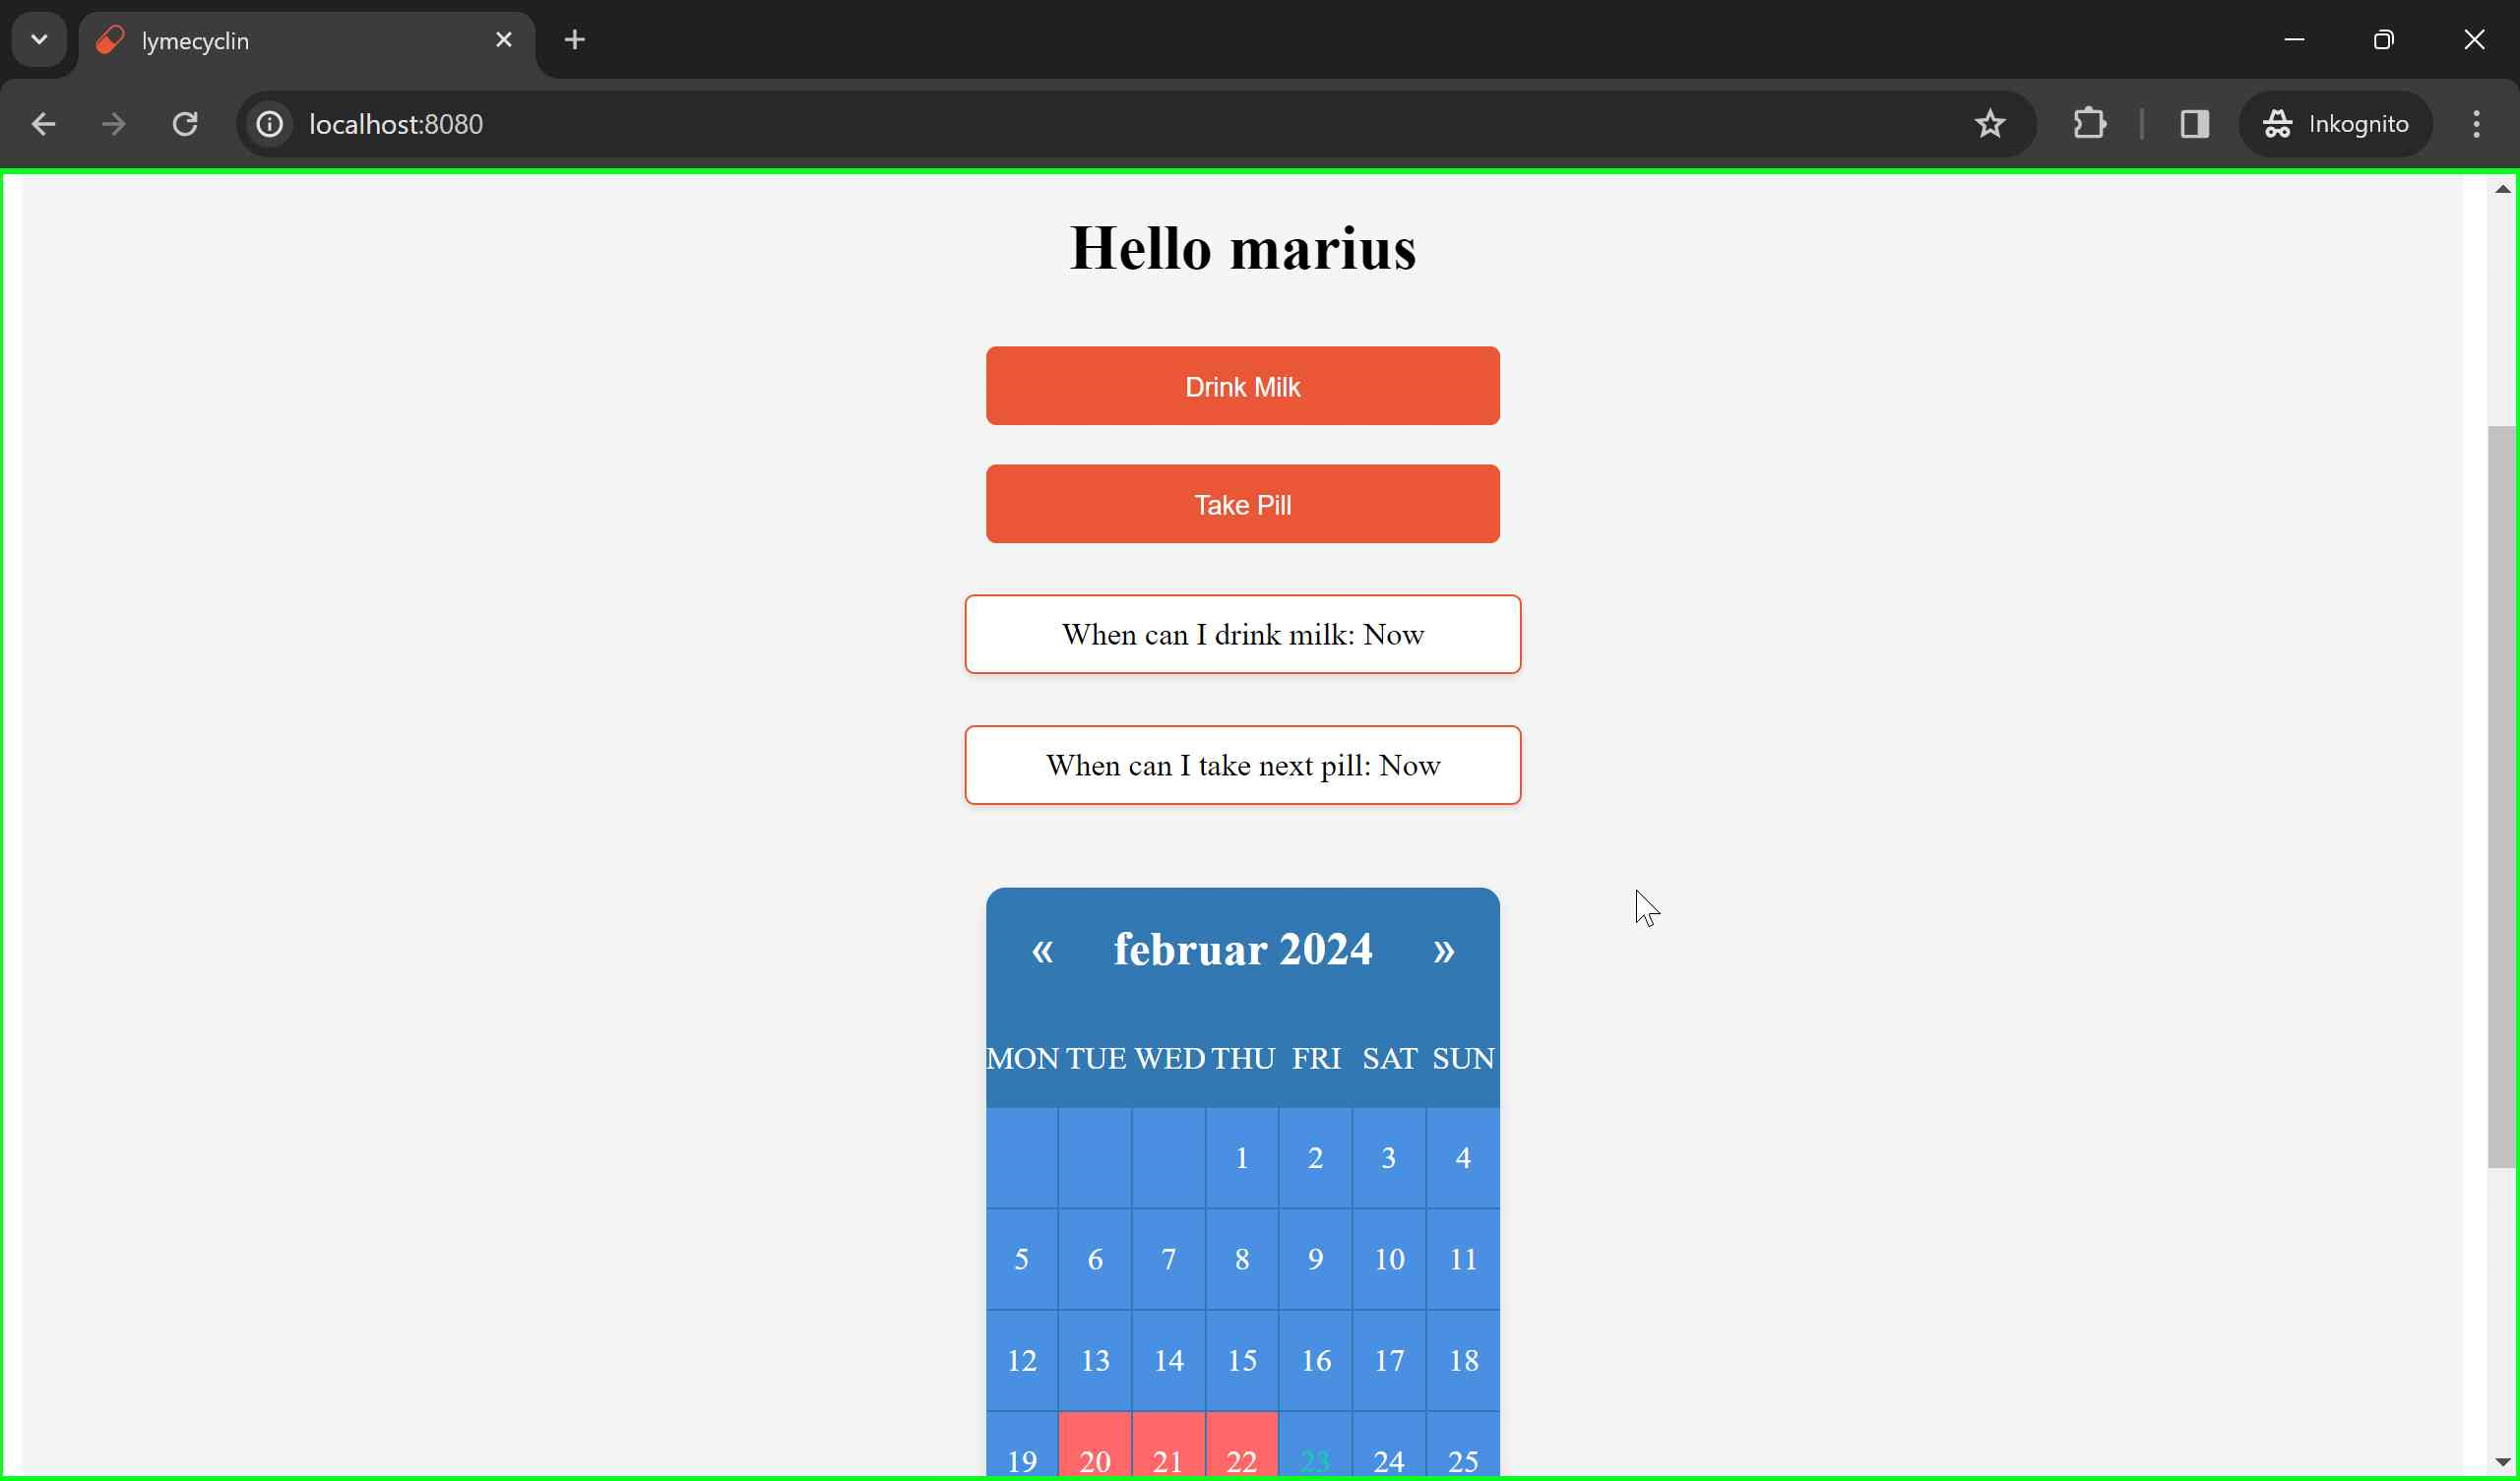 lymecyclin
localhost:8080
Inkognito
Hello marius
Drink Milk
Take Pill
When can I drink milk: Now
When can I take next pill: Now
« februar 2024 »
MON TUE WED THU FRI SAT SUN
1 2 3 4
5 6 7 8 9 10 11
12 13 14 15 16 17 18
19 20 21 22 23 24 25